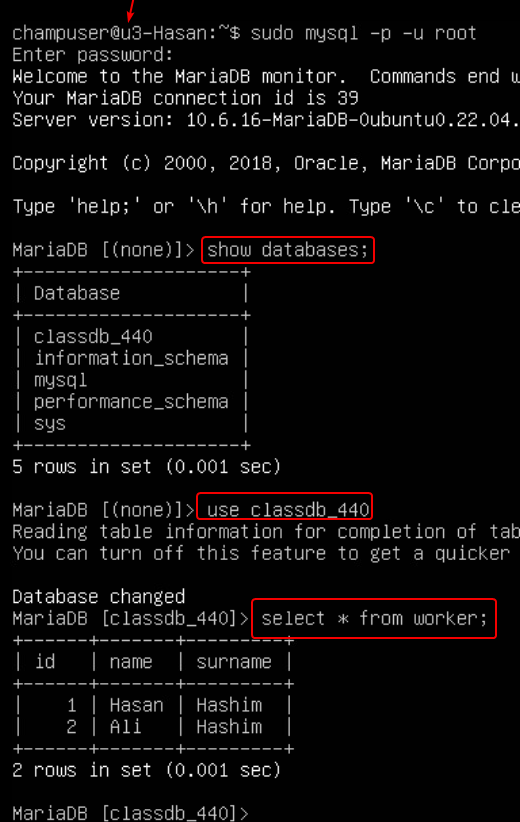 champuser@u3-Hasan:~$ sudo mysql -p -u root
Enter password:
Welcome to the MariaDB monitor.  Commands end
Your MariaDB connection id is 39
Server version: 10.6.16-MariaDB-0ubuntu0.22.04.
Copyright (c) 2000, 2018, Oracle, MariaDB Corpo
Type 'help;' or '\h' for help. Type '\c' to cle
MariaDB [(none)]> show databases;
+--------------------+
| Database           |
+--------------------+
| classdb_440        |
| information_schema |
| mysql              |
| performance_schema |
| sys                |
+--------------------+
5 rows in set (0.001 sec)
MariaDB [(none)]> use classdb_440
Reading table information for completion of tab
You can turn off this feature to get a quicker
Database changed
MariaDB [classdb_440]> select * from worker;
+------+-------+---------+
| id   | name  | surname |
+------+-------+---------+
|    1 | Hasan | Hashim  |
|    2 | Ali   | Hashim  |
+------+-------+---------+
2 rows in set (0.001 sec)
MariaDB [classdb_440]>